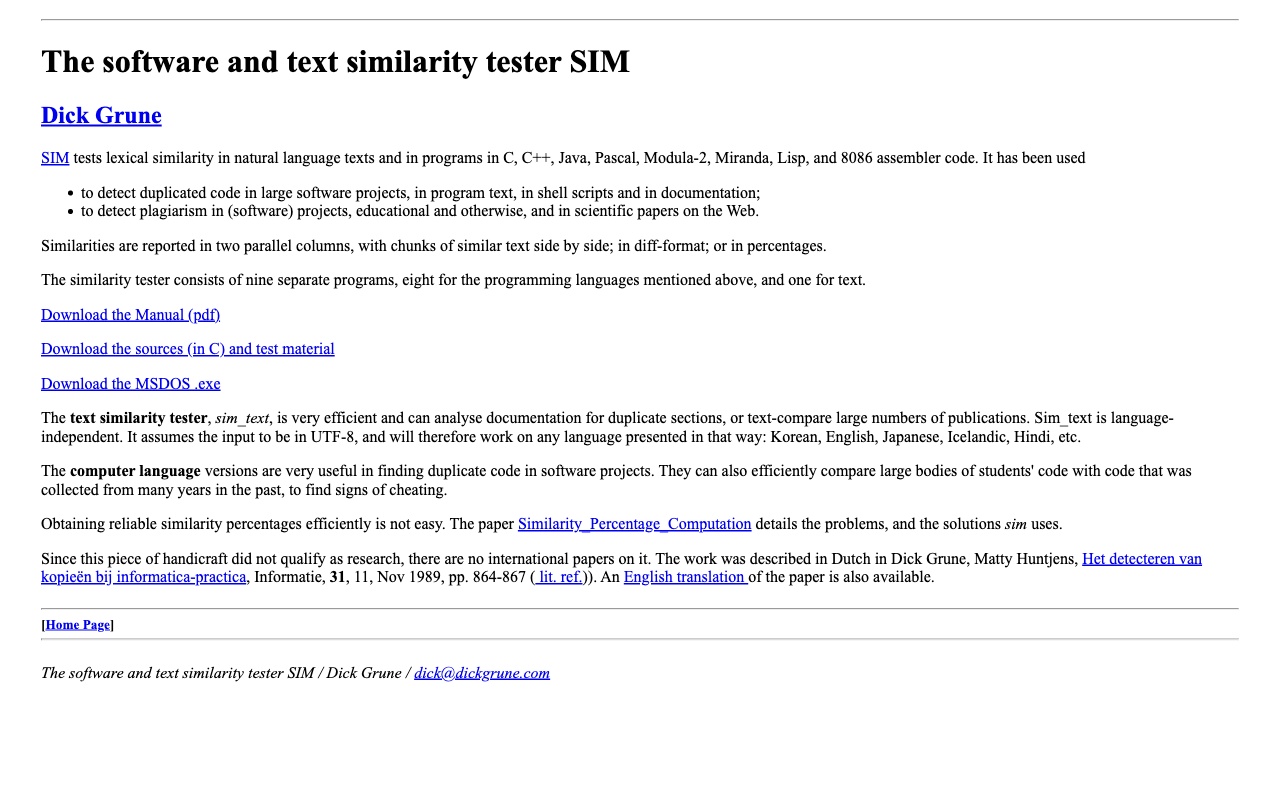 The software and text similarity tester SIM
Dick Grune
SIM tests lexical similarity in natural language texts and in programs in C, C++, Java, Pascal, Modula-2, Miranda, Lisp, and 8086 assembler code. It has been used
• to detect duplicated code in large software projects, in program text, in shell scripts and in documentation;
• to detect plagiarism in (software) projects, educational and otherwise, and in scientific papers on the Web.
Similarities are reported in two parallel columns, with chunks of similar text side by side; in diff-format; or in percentages.
The similarity tester consists of nine separate programs, eight for the programming languages mentioned above, and one for text.
Download the Manual (pdf)
Download the sources (in C) and test material
Download the MSDOS .exe
The text similarity tester, sim_text, is very efficient and can analyse documentation for duplicate sections, or text-compare large numbers of publications. Sim_text is language-
independent. It assumes the input to be in UTF-8, and will therefore work on any language presented in that way: Korean, English, Japanese, Icelandic, Hindi, etc.
The computer language versions are very useful in finding duplicate code in software projects. They can also efficiently compare large bodies of students' code with code that was
collected from many years in the past, to find signs of cheating.
Obtaining reliable similarity percentages efficiently is not easy. The paper Similarity_Percentage_Computation details the problems, and the solutions sim uses.
Since this piece of handicraft did not qualify as research, there are no international papers on it. The work was described in Dutch in Dick Grune, Matty Huntjens, Het detecteren van
kopieën bij informatica-practica, Informatie, 31, 11, Nov 1989, pp. 864-867 ( lit. ref.)). An English translation of the paper is also available.
[Home Page]
The software and text similarity tester SIM / Dick Grune / dick@dickgrune.com